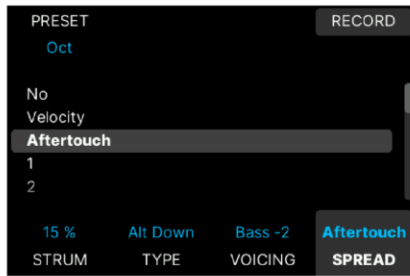 PRESET RECORD
Oct
No
Velocity
Aftertouch
1
2
15 % Alt Down Bass -2 Aftertouch
STRUM TYPE VOICING SPREAD